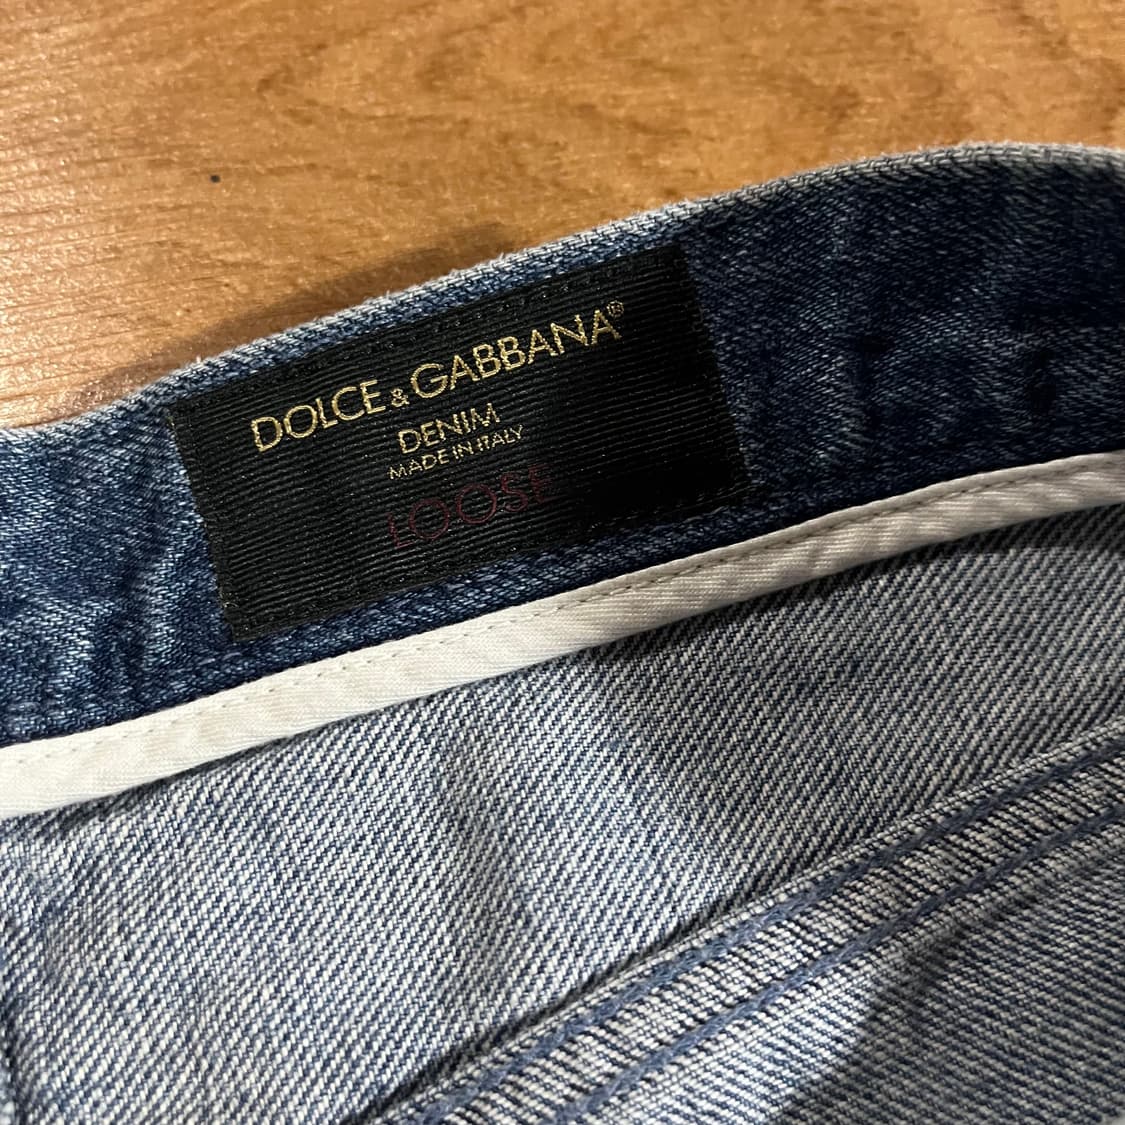 DOLCE & GABBANA®
DENIM
MADE IN ITALY
LOOSE